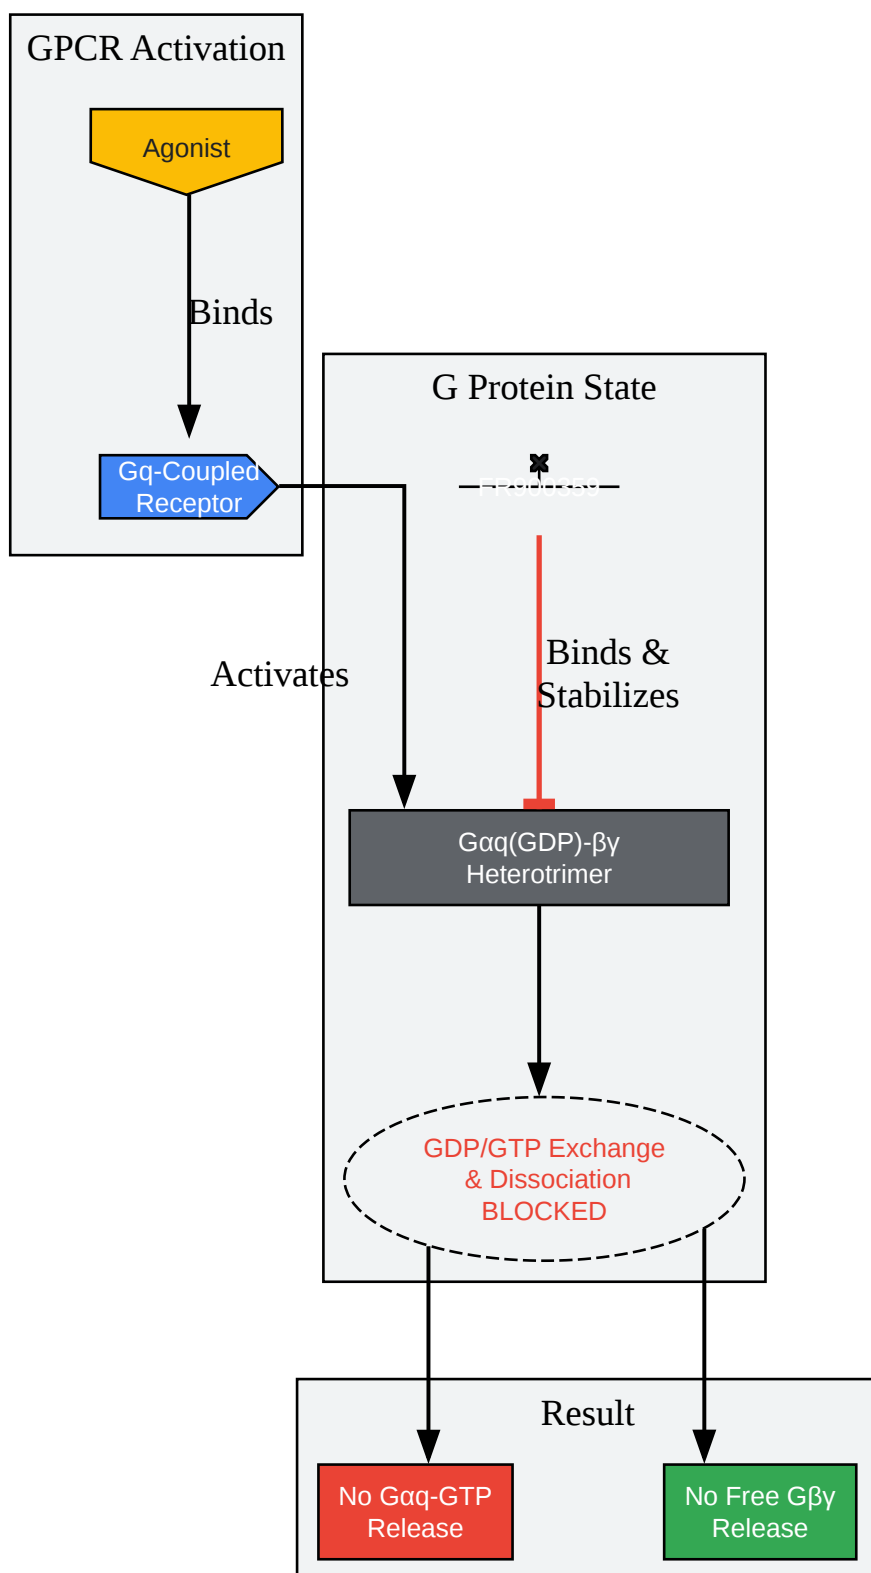 GPCR Activation
Agonist
Binds
Gq-Coupled
Receptor
G Protein State
FR900359
Activates
Binds &
Stabilizes
Gαq(GDP)-βγ
Heterotrimer
GDP/GTP Exchange
& Dissociation
BLOCKED
Result
No Gαq-GTP
Release
No Free Gβγ
Release